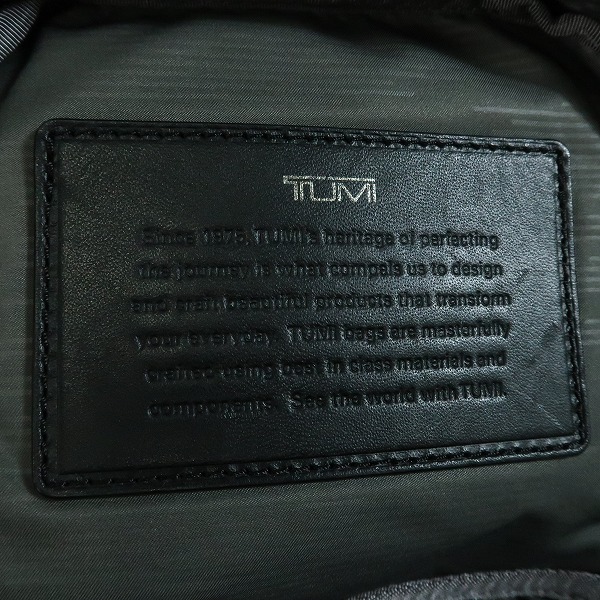 TUMI
Since 1975, TUMI's heritage of perfecting
the journey is what compels us to design
and craft beautiful products that transform
your everyday. TUMI bags are masterfully
crafted using best in class materials and
components. See the world with TUMI.